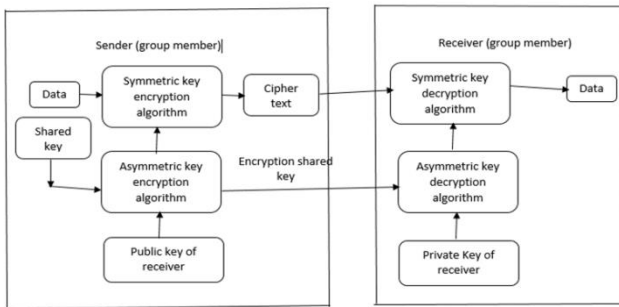 Sender (group member)
Receiver (group member)
Data
Symmetric key
encryption
algorithm
Cipher
text
Symmetric key
decryption
algorithm
Data
Shared
key
Asymmetric key
encryption
algorithm
Encryption shared
key
Asymmetric key
decryption
algorithm
Public key of
receiver
Private Key of
receiver